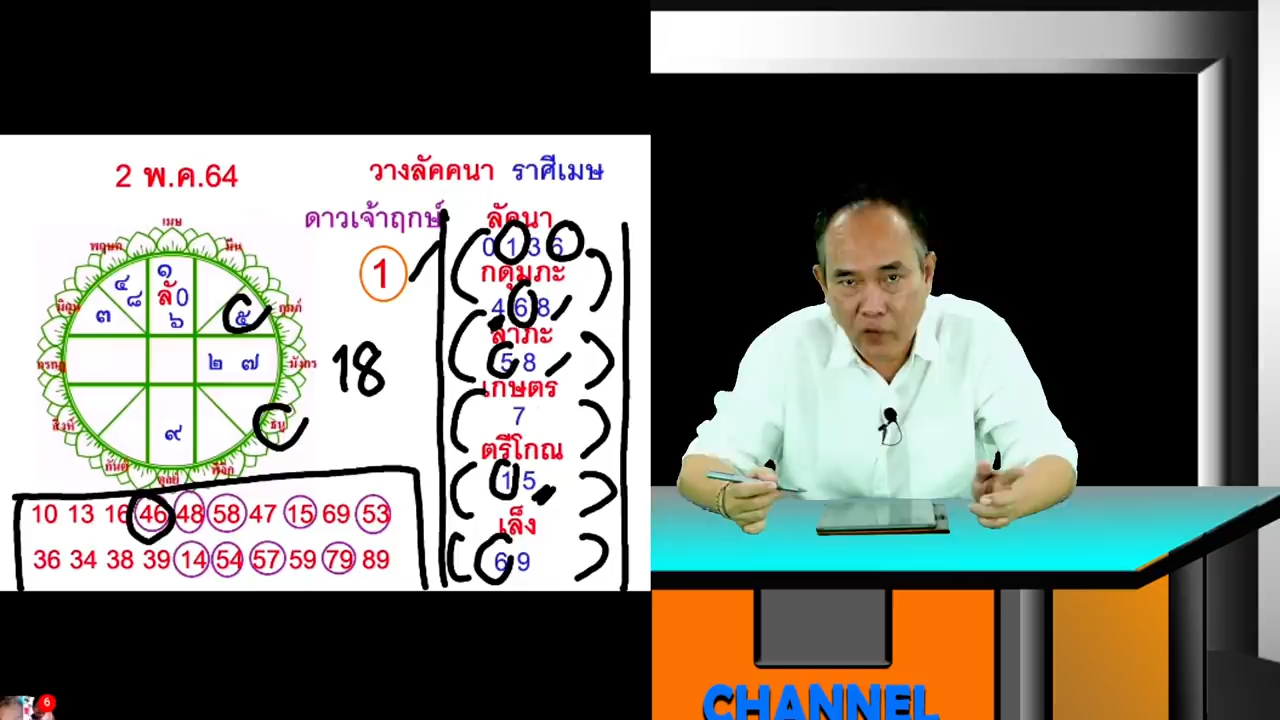 2 พ.ค.64
วางลัคคนา ราศีเมษ
ดาวเจ้าฤกษ์
1
ลัคนา
0 1 3 6
กดุมภะ
4 6 8
ลาภะ
5 8
เกษตร
7
ตรีโกณ
1 5
เล็ง
6 9
18
เมษ
พฤษภ
มีน
เมถุน
กุมภ์
กรกฎ
มังกร
สิงห์
ธนู
กันย์
ตุลย์
พิจิก
๑
ลั 0
๖
๔
๘
๓
๕
๒ ๗
๙
10 13 16 46 48 58 47 15 69 53
36 34 38 39 14 54 57 59 79 89
6
CHANNEL